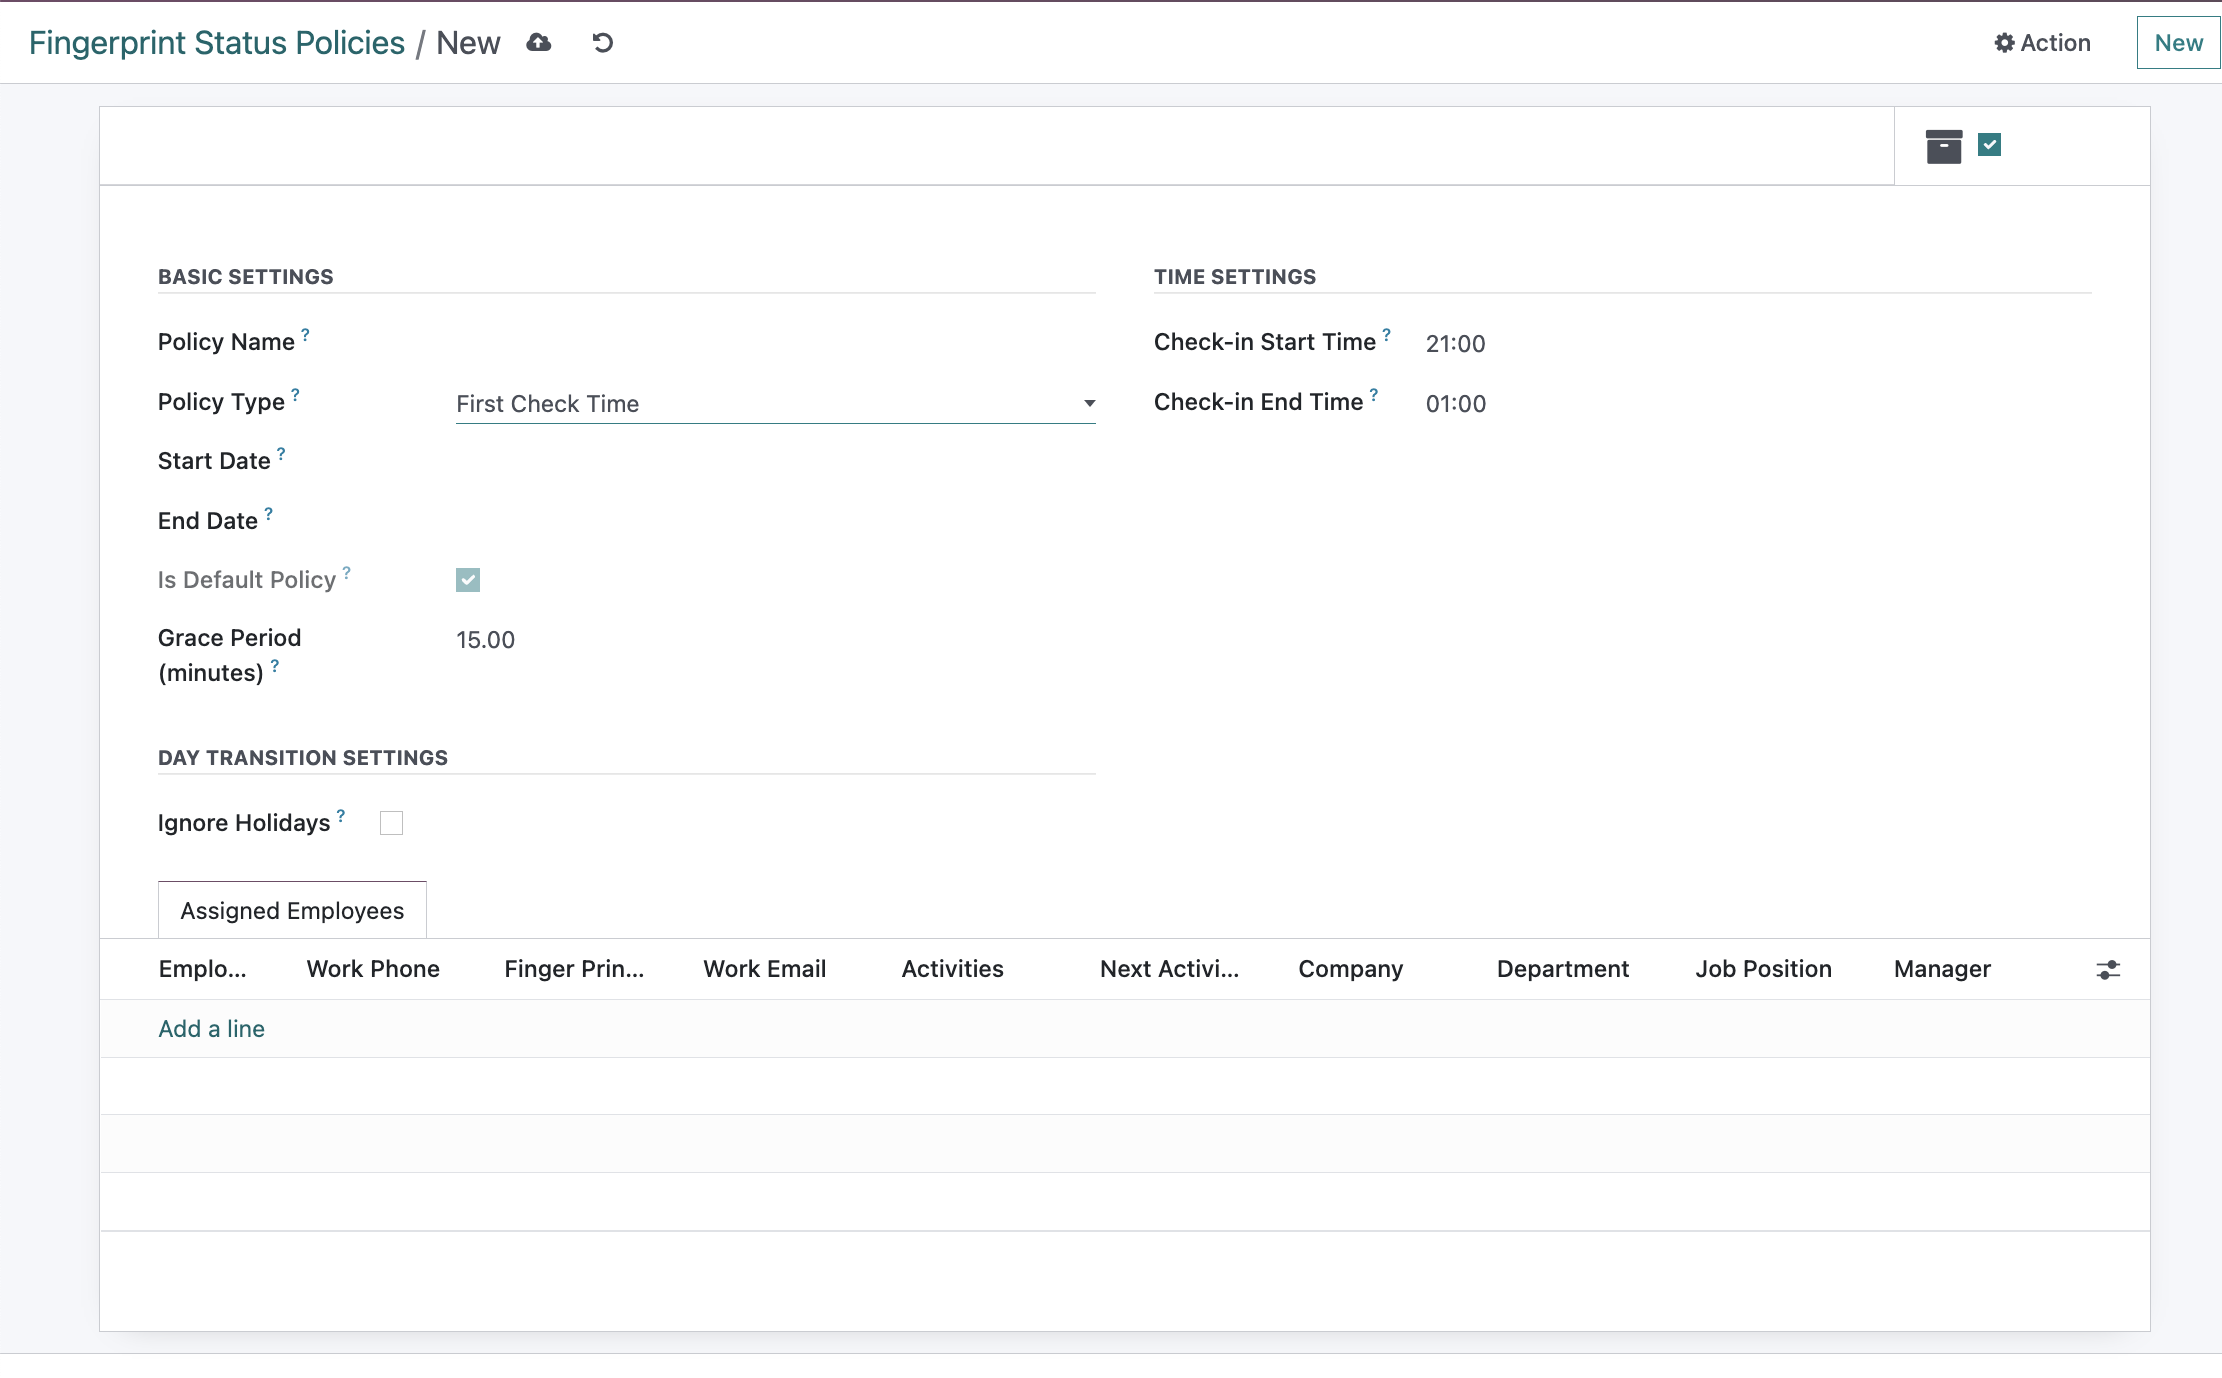 Fingerprint Status Policies / New
Action
New
BASIC SETTINGS
Policy Name ?
Policy Type ? First Check Time
Start Date ?
End Date ?
Is Default Policy ?
Grace Period
(minutes) ? 15.00
TIME SETTINGS
Check-in Start Time ? 21:00
Check-in End Time ? 01:00
DAY TRANSITION SETTINGS
Ignore Holidays ?
Assigned Employees
Emplo... Work Phone Finger Prin... Work Email Activities Next Activi... Company Department Job Position Manager
Add a line